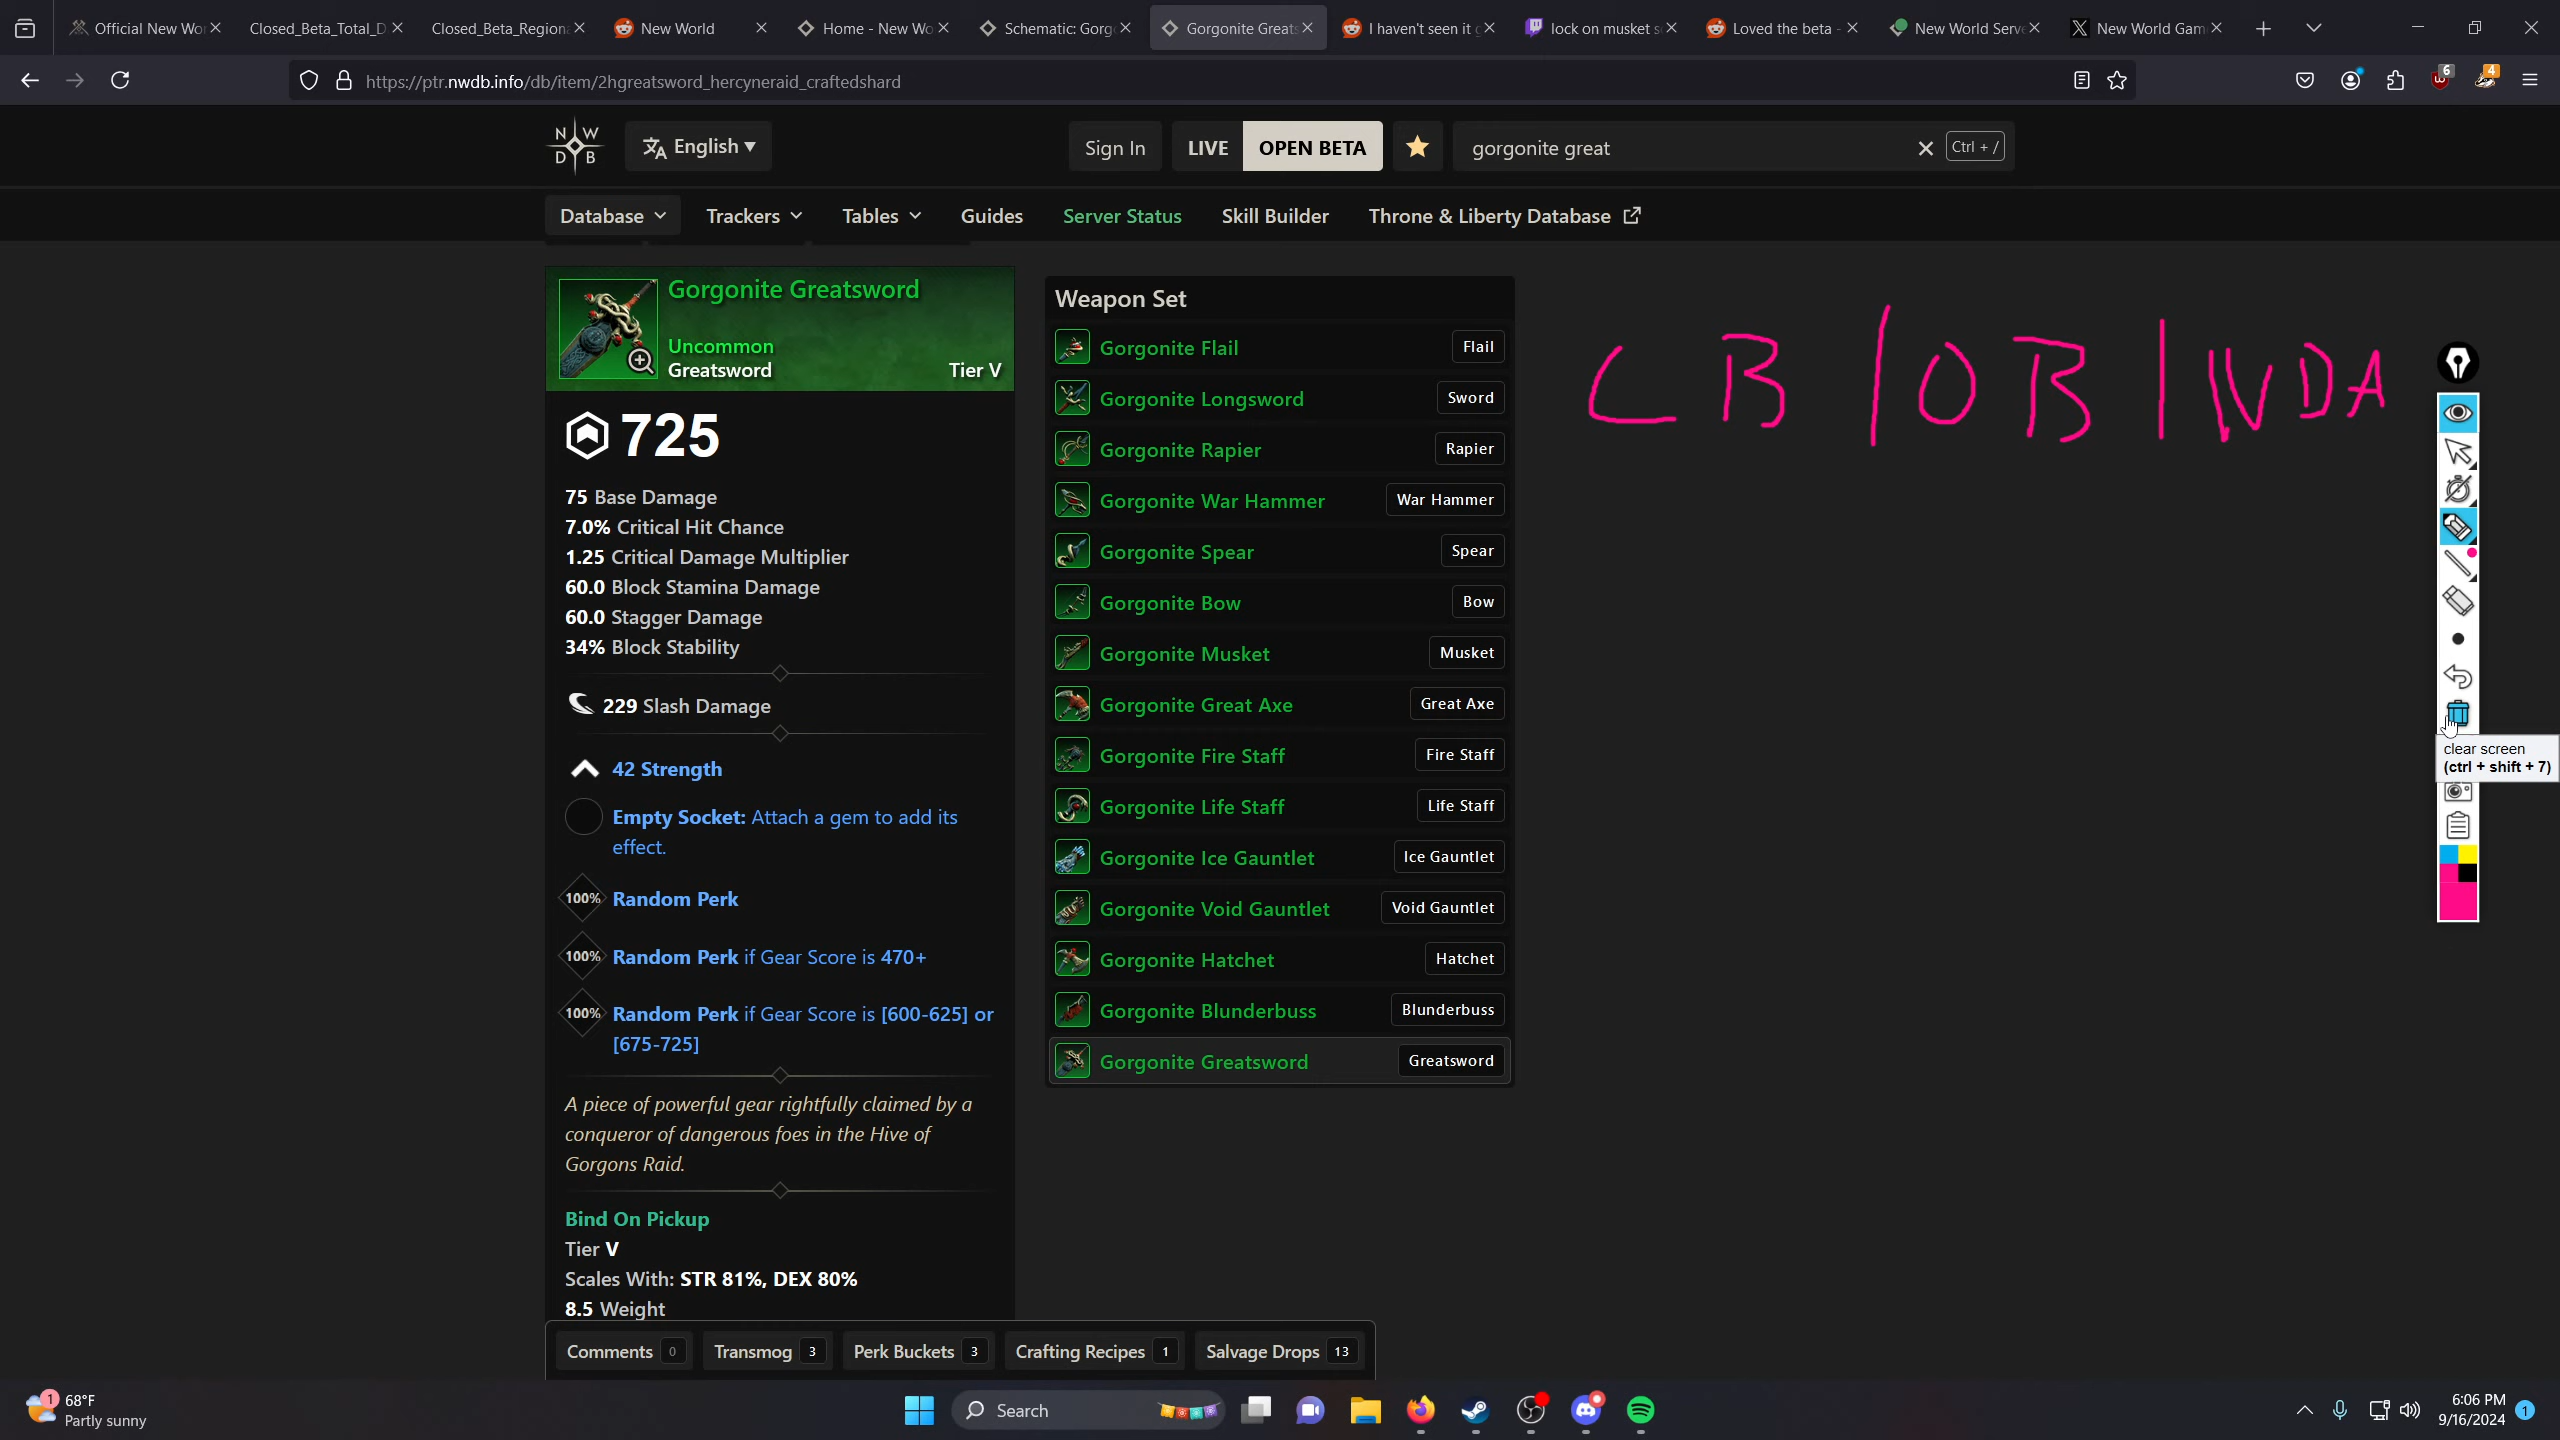 Official New Wo
Closed_Beta_Total_D
Closed_Beta_Regiona
New World
Home - New Wo
Schematic: Gorg
Gorgonite Greats
I haven't seen it g
lock on musket s
Loved the beta -
New World Serve
New World Gam
https://ptr.nwdb.info/db/item/2hgreatsword_hercyneraid_craftedshard
6
4
N W D B
English
Sign In
LIVE
OPEN BETA
gorgonite great
Ctrl + /
Database
Trackers
Tables
Guides
Server Status
Skill Builder
Throne & Liberty Database
Gorgonite Greatsword
Uncommon
Greatsword
Tier V
725
75 Base Damage
7.0% Critical Hit Chance
1.25 Critical Damage Multiplier
60.0 Block Stamina Damage
60.0 Stagger Damage
34% Block Stability
229 Slash Damage
42 Strength
Empty Socket: Attach a gem to add its
effect.
100% Random Perk
100% Random Perk if Gear Score is 470+
100% Random Perk if Gear Score is [600-625] or
[675-725]
A piece of powerful gear rightfully claimed by a
conqueror of dangerous foes in the Hive of
Gorgons Raid.
Bind On Pickup
Tier V
Scales With: STR 81%, DEX 80%
8.5 Weight
Weapon Set
Gorgonite Flail Flail
Gorgonite Longsword Sword
Gorgonite Rapier Rapier
Gorgonite War Hammer War Hammer
Gorgonite Spear Spear
Gorgonite Bow Bow
Gorgonite Musket Musket
Gorgonite Great Axe Great Axe
Gorgonite Fire Staff Fire Staff
Gorgonite Life Staff Life Staff
Gorgonite Ice Gauntlet Ice Gauntlet
Gorgonite Void Gauntlet Void Gauntlet
Gorgonite Hatchet Hatchet
Gorgonite Blunderbuss Blunderbuss
Gorgonite Greatsword Greatsword
CB / OB | NDA
clear screen
(ctrl + shift + 7)
Comments 0
Transmog 3
Perk Buckets 3
Crafting Recipes 1
Salvage Drops 13
1
68°F
Partly sunny
Search
6:06 PM
9/16/2024
1